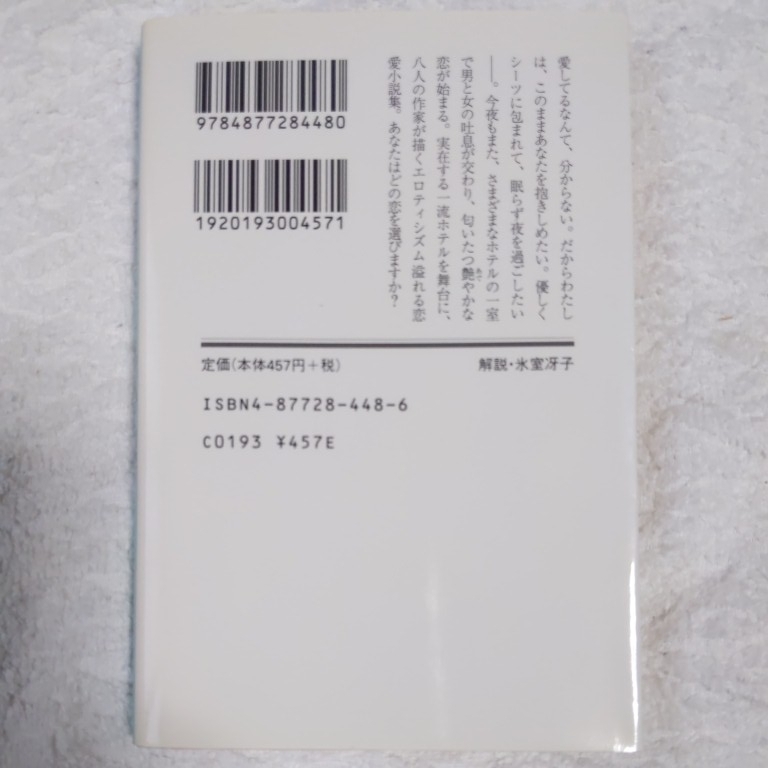 愛してるなんて、分からない。だからわたし
は、このままあなたを抱きしめたい。優しく
シーツに包まれて、眠らず夜を過ごしたい
――。今夜もまた、さまざまなホテルの一室
で男と女の吐息が交わり、匂いたつ艶やかな
あで
恋が始まる。実在する一流ホテルを舞台に、
八人の作家が描くエロティシズム溢れる恋
愛小説集。あなたはどの恋を選びますか?
9784877284480
1920193004571
定価(本体457円+税)
解説・氷室冴子
ISBN4-87728-448-6
C0193 ¥457E